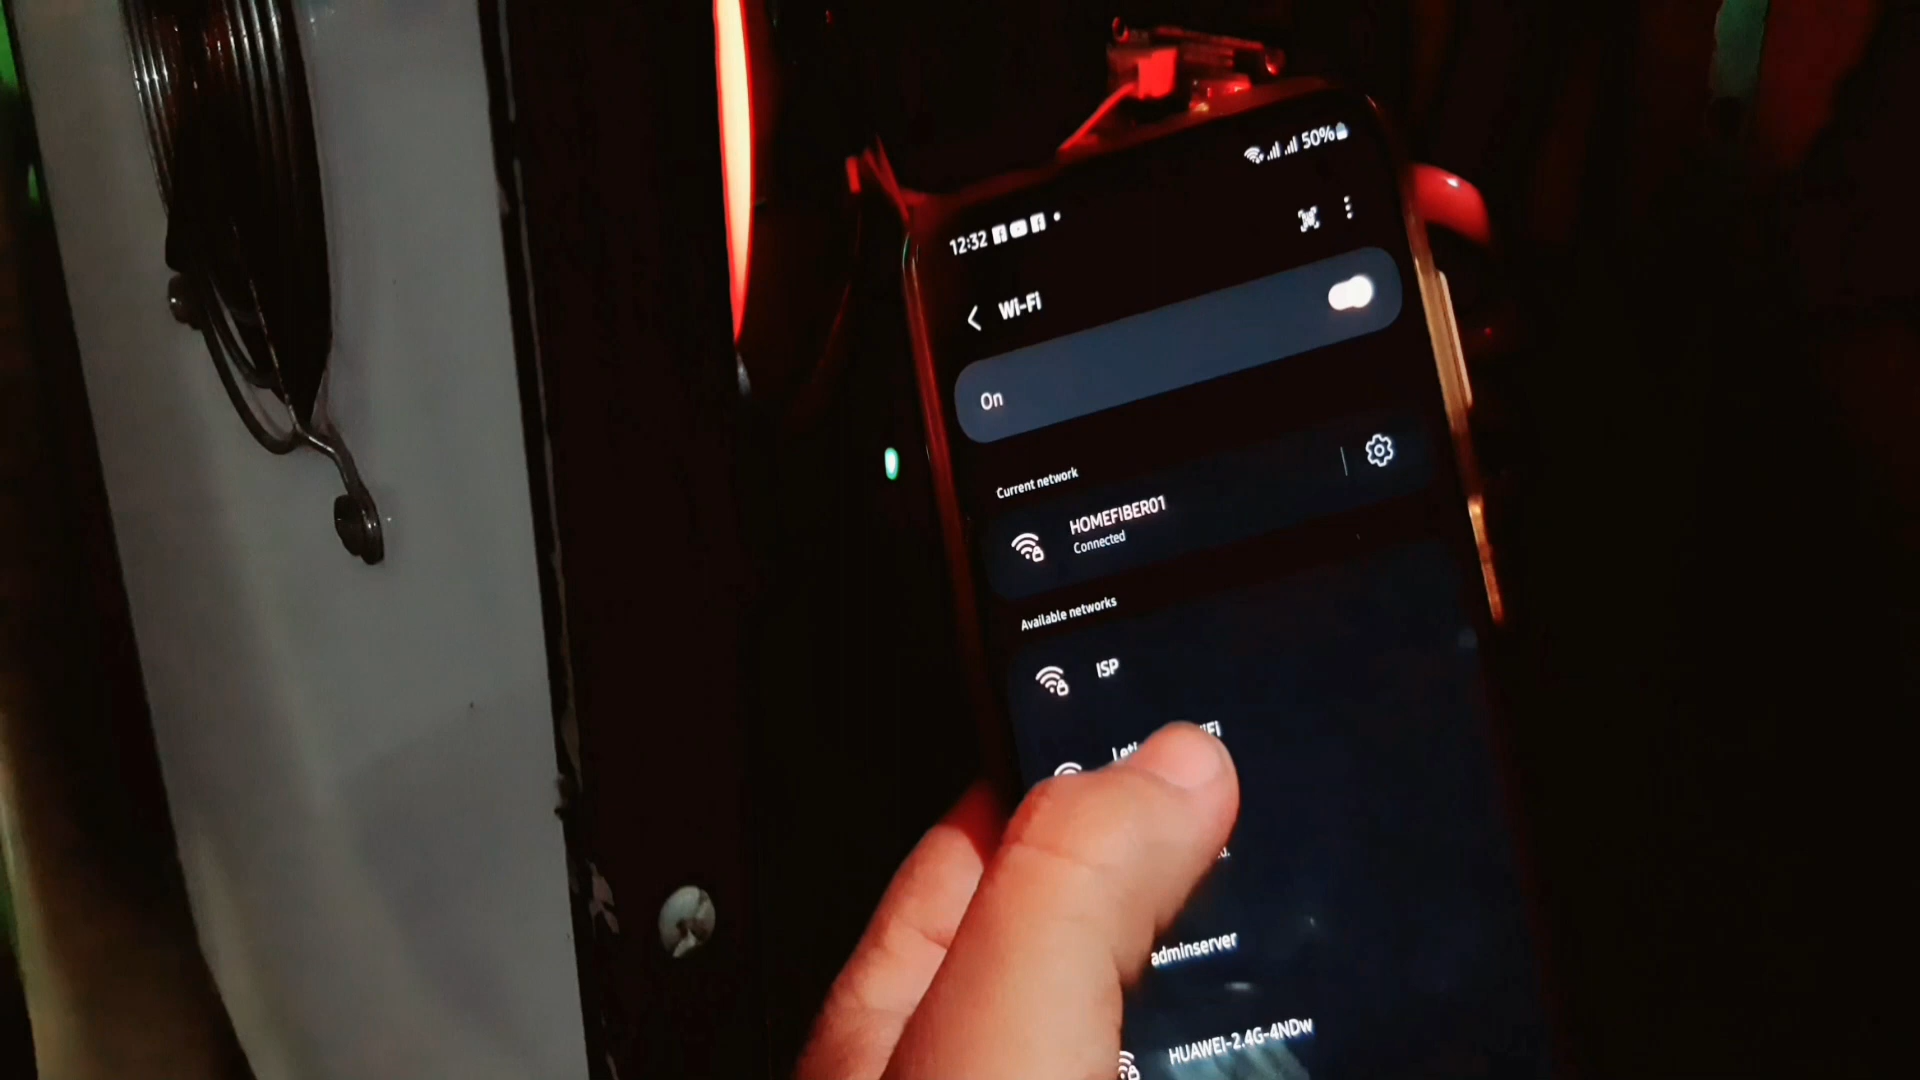 12:32
50%
Wi-Fi
On
Current network
HOMEFIBER01
Connected
Available networks
ISP
adminserver
HUAWEI-2.4G-4NDw